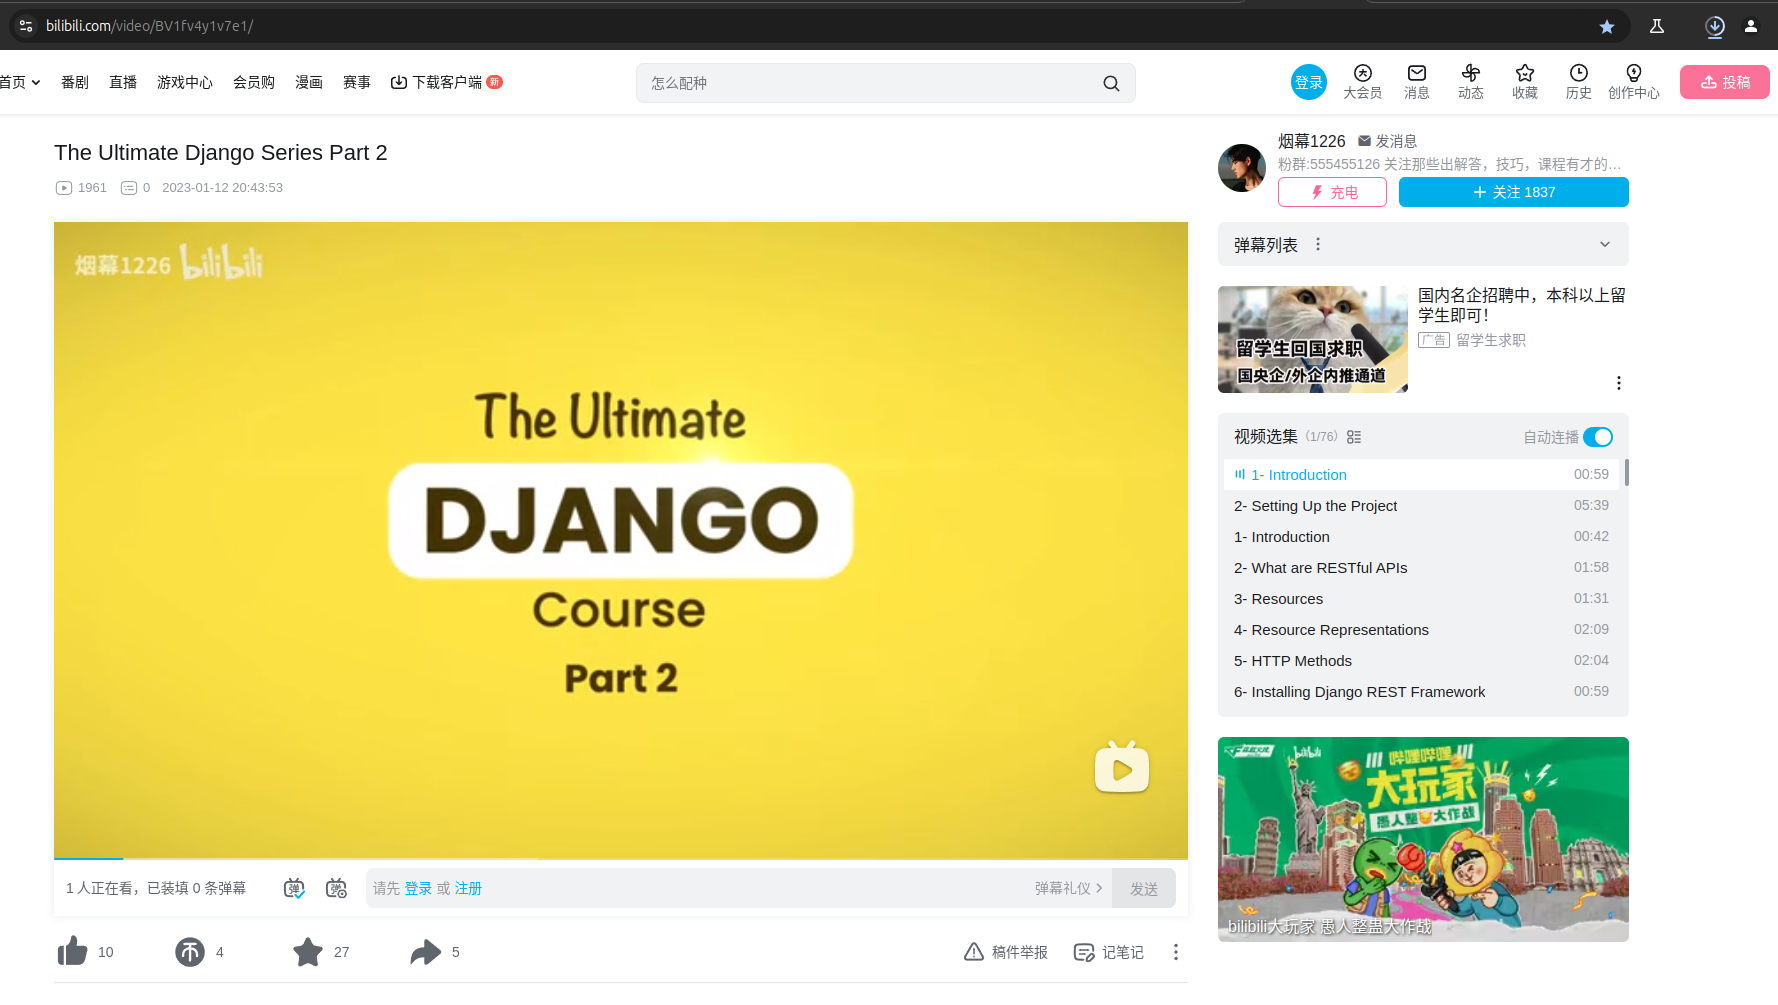 bilibili.com/video/BV1fv4y1v7e1/
首页 番剧 直播 游戏中心 会员购 漫画 赛事 下载客户端 新
怎么配种
登录 大会员 消息 动态 收藏 历史 创作中心 投稿
The Ultimate Django Series Part 2
1961 0 2023-01-12 20:43:53
烟幕1226 bilibili
The Ultimate
DJANGO
Course
Part 2
1 人正在看，已装填 0 条弹幕
请先 登录 或 注册
弹幕礼仪
发送
10 4 27 5
稿件举报 记笔记
烟幕1226 发消息
粉群:555455126 关注那些出解答，技巧，课程有才的…
充电
关注 1837
弹幕列表
留学生回国求职
国央企/外企内推通道
国内名企招聘中，本科以上留
学生即可！
广告 留学生求职
视频选集 （1/76） 自动连播
1- Introduction 00:59
2- Setting Up the Project 05:39
1- Introduction 00:42
2- What are RESTful APIs 01:58
3- Resources 01:31
4- Resource Representations 02:09
5- HTTP Methods 02:04
6- Installing Django REST Framework 00:59
bilibili
哔哩哔哩
大玩家
愚人整蛊大作战
bilibili大玩家 愚人整蛊大作战